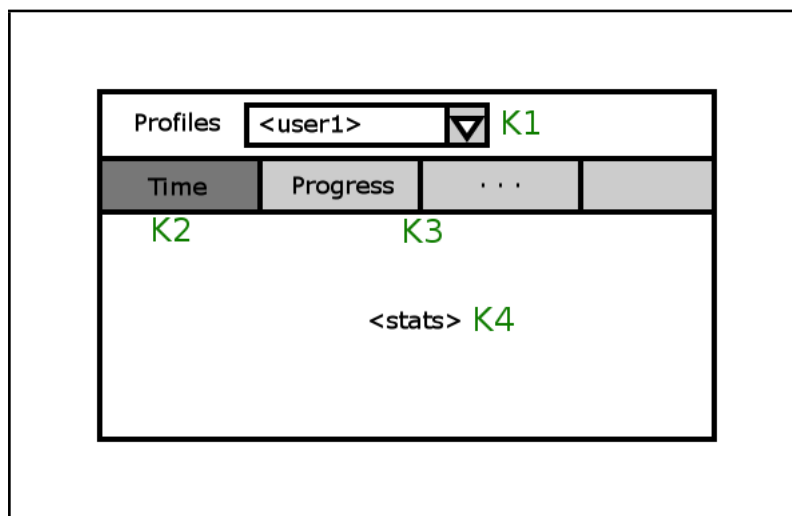 Profiles <user1> K1
Time Progress . . .
K2 K3
<stats> K4